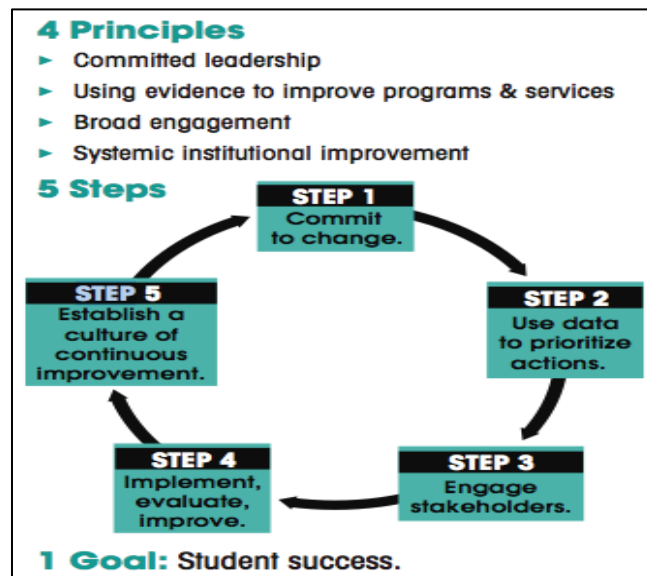 4 Principles
► Committed leadership
► Using evidence to improve programs & services
► Broad engagement
► Systemic institutional improvement
5 Steps
STEP 1
Commit
to change.
STEP 2
Use data
to prioritize
actions.
STEP 3
Engage
stakeholders.
STEP 4
Implement,
evaluate,
improve.
STEP 5
Establish a
culture of
continuous
improvement.
1 Goal: Student success.